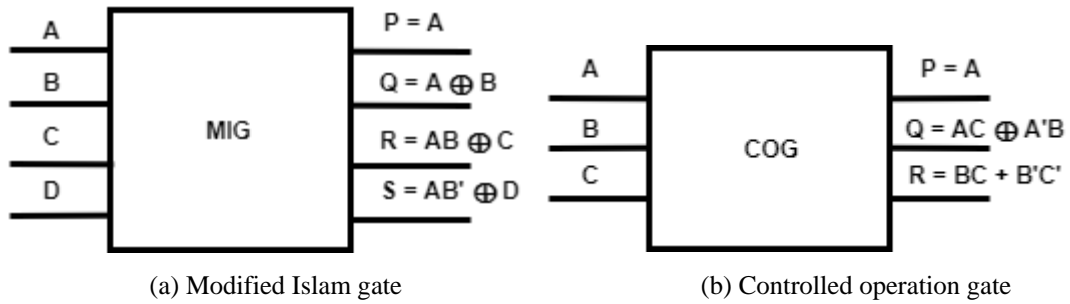 A
B
C
D
MIG
P = A
Q = A ⊕ B
R = AB ⊕ C
S = AB' ⊕ D
(a) Modified Islam gate
A
B
C
COG
P = A
Q = AC ⊕ A'B
R = BC + B'C'
(b) Controlled operation gate